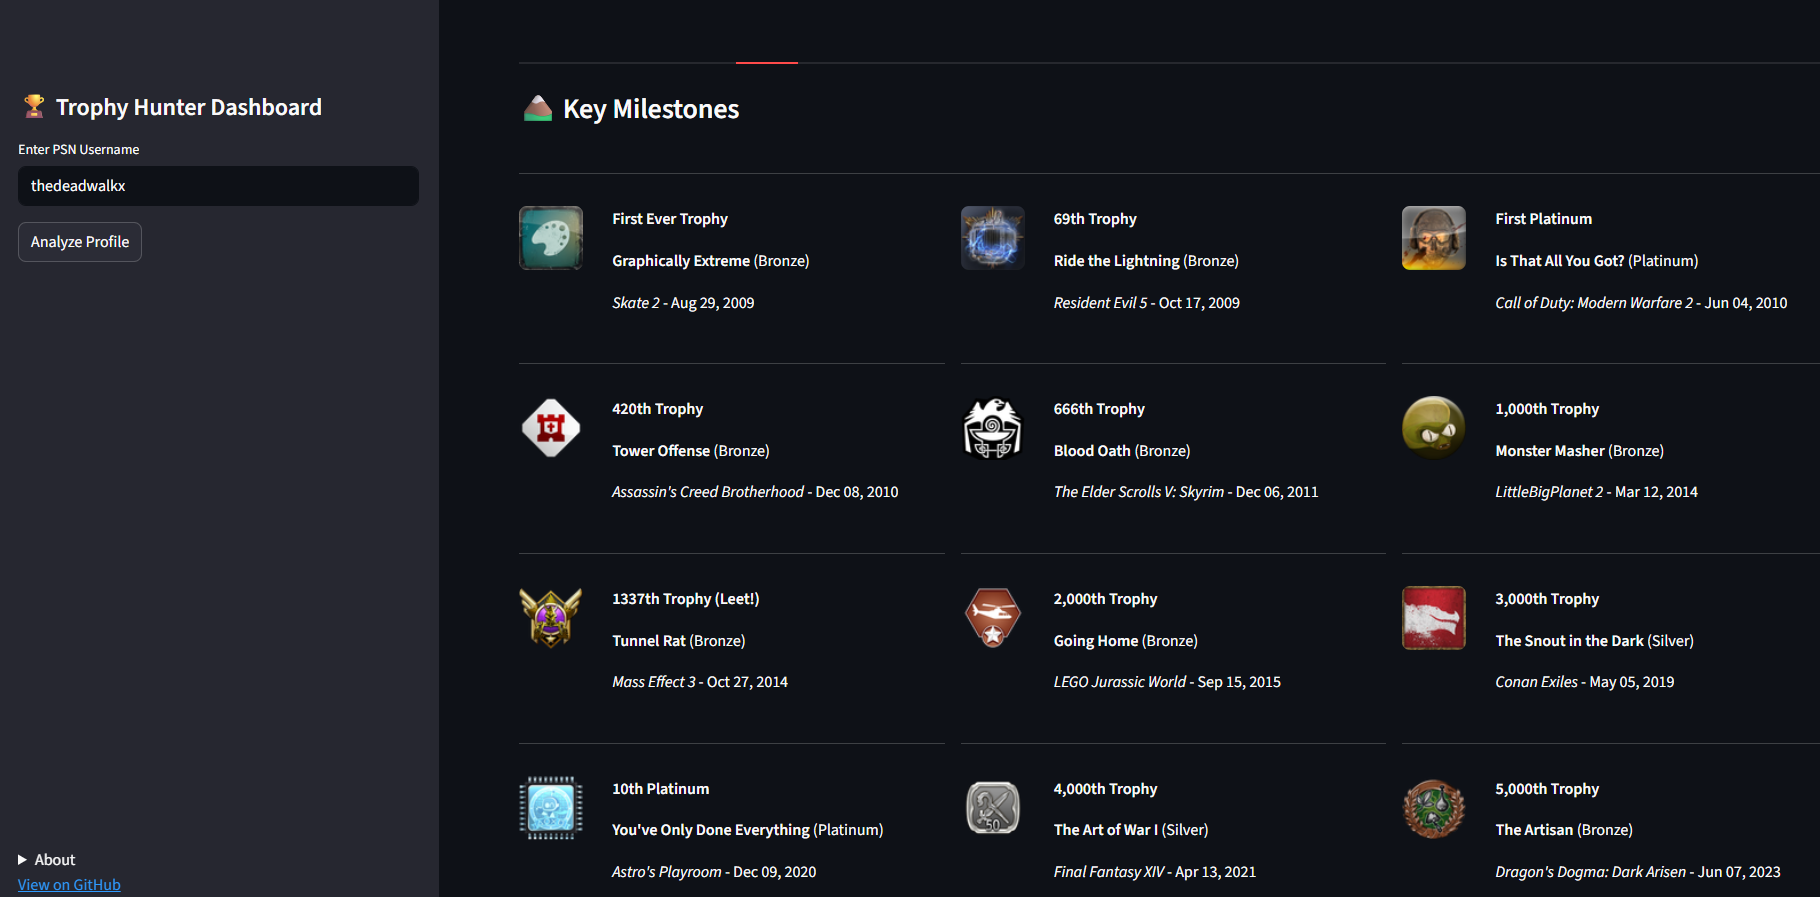 Trophy Hunter Dashboard
Enter PSN Username
thedeadwalkx
Analyze Profile
About
View on GitHub
Key Milestones
First Ever Trophy
Graphically Extreme (Bronze)
Skate 2 - Aug 29, 2009
69th Trophy
Ride the Lightning (Bronze)
Resident Evil 5 - Oct 17, 2009
First Platinum
Is That All You Got? (Platinum)
Call of Duty: Modern Warfare 2 - Jun 04, 2010
420th Trophy
Tower Offense (Bronze)
Assassin's Creed Brotherhood - Dec 08, 2010
666th Trophy
Blood Oath (Bronze)
The Elder Scrolls V: Skyrim - Dec 06, 2011
1,000th Trophy
Monster Masher (Bronze)
LittleBigPlanet 2 - Mar 12, 2014
1337th Trophy (Leet!)
Tunnel Rat (Bronze)
Mass Effect 3 - Oct 27, 2014
2,000th Trophy
Going Home (Bronze)
LEGO Jurassic World - Sep 15, 2015
3,000th Trophy
The Snout in the Dark (Silver)
Conan Exiles - May 05, 2019
10th Platinum
You've Only Done Everything (Platinum)
Astro's Playroom - Dec 09, 2020
50
4,000th Trophy
The Art of War I (Silver)
Final Fantasy XIV - Apr 13, 2021
5,000th Trophy
The Artisan (Bronze)
Dragon's Dogma: Dark Arisen - Jun 07, 2023